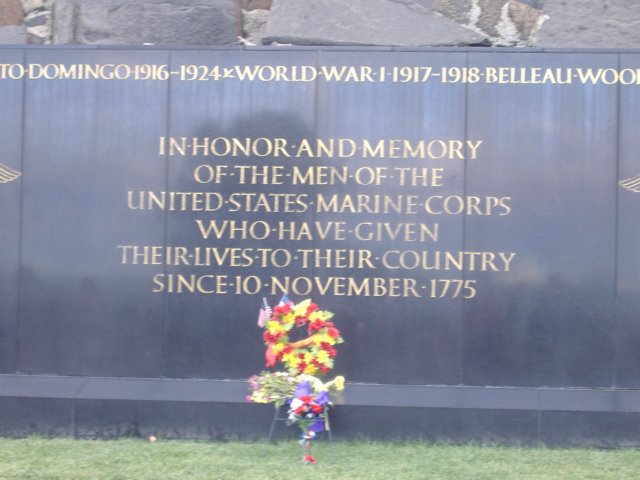 TO·DOMINGO·1916-1924★WORLD·WAR·I·1917-1918·BELLEAU·WOO
IN·HONOR·AND·MEMORY
OF·THE·MEN·OF·THE
UNITED·STATES·MARINE·CORPS
WHO·HAVE·GIVEN
THEIR·LIVES·TO·THEIR·COUNTRY
SINCE·10·NOVEMBER·1775